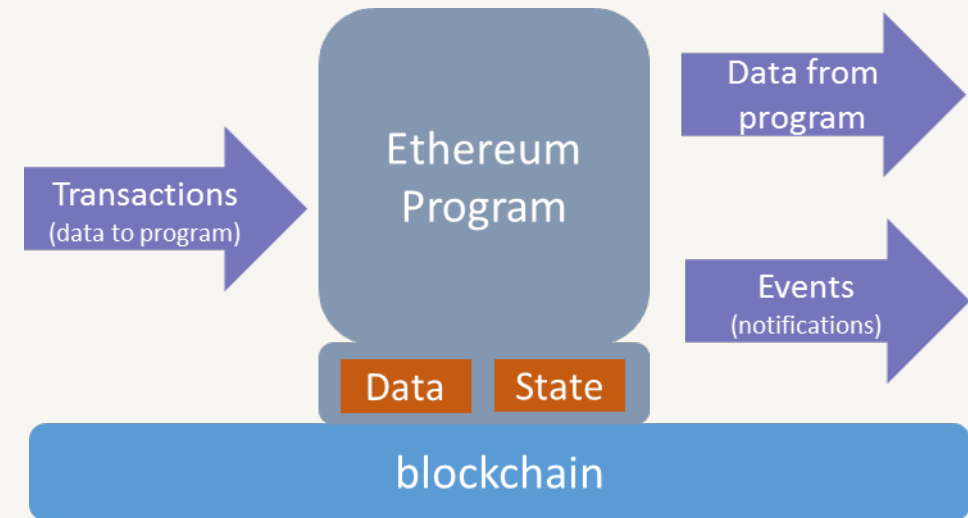 Transactions
(data to program)
Ethereum
Program
Data from
program
Events
(notifications)
Data
State
blockchain